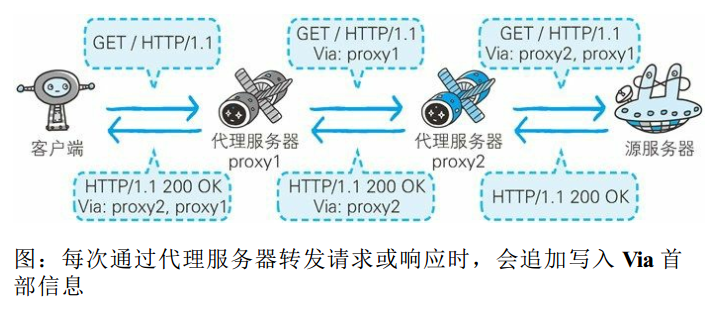 GET / HTTP/1.1
GET / HTTP/1.1
Via: proxy1
GET / HTTP/1.1
Via: proxy2, proxy1
客户端
代理服务器
proxy1
代理服务器
proxy2
源服务器
HTTP/1.1 200 OK
Via: proxy2, proxy1
HTTP/1.1 200 OK
Via: proxy2
HTTP/1.1 200 OK
图：每次通过代理服务器转发请求或响应时，会追加写入 Via 首
部信息